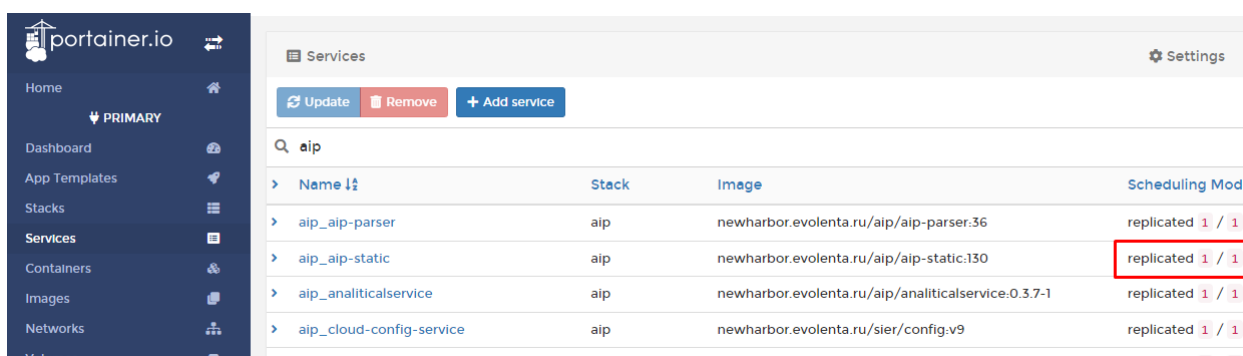 portainer.io
Home
PRIMARY
Dashboard
App Templates
Stacks
Services
Containers
Images
Networks
Services
Settings
Update Remove + Add service
aip
Name Stack Image Scheduling Mod
aip_aip-parser aip newharbor.evolenta.ru/aip/aip-parser:36 replicated 1 / 1
aip_aip-static aip newharbor.evolenta.ru/aip/aip-static:130 replicated 1 / 1
aip_analiticalservice aip newharbor.evolenta.ru/aip/analiticalservice:0.3.7-1 replicated 1 / 1
aip_cloud-config-service aip newharbor.evolenta.ru/sier/config:v9 replicated 1 / 1